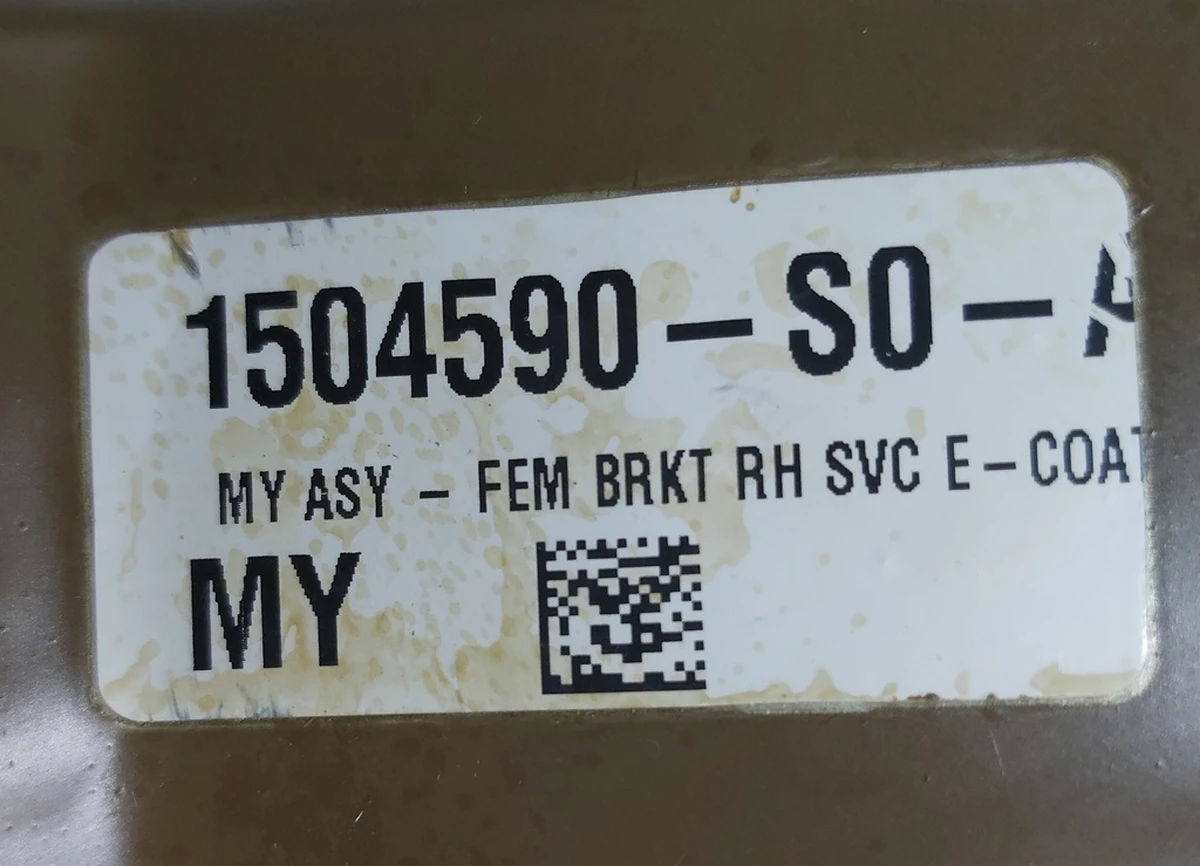 1504590-S0-A
MY ASY - FEM BRKT RH SVC E-COAT
MY